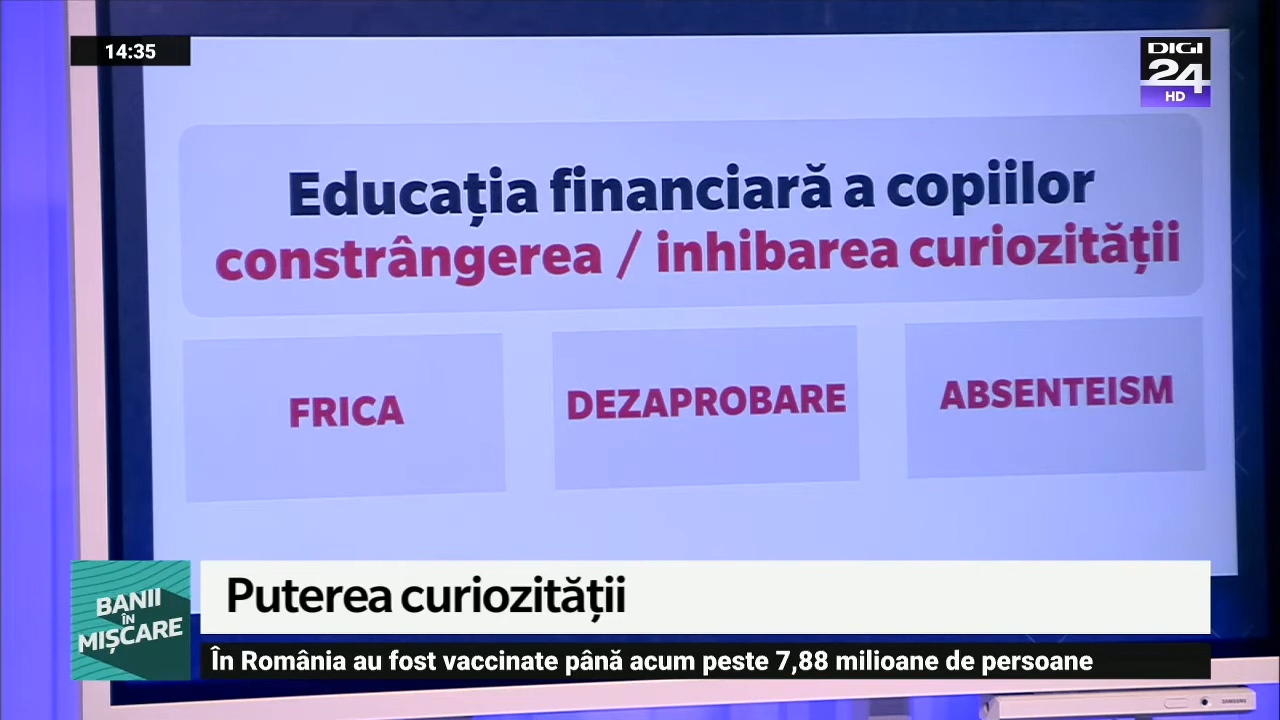 14:35
DIGI
24
HD
Educația financiară a copiilor
constrângerea / inhibarea curiozității
FRICA
DEZAPROBARE
ABSENTEISM
BANII
ÎN
MIȘCARE
Puterea curiozității
În România au fost vaccinate până acum peste 7,88 milioane de persoane
SAMSUNG